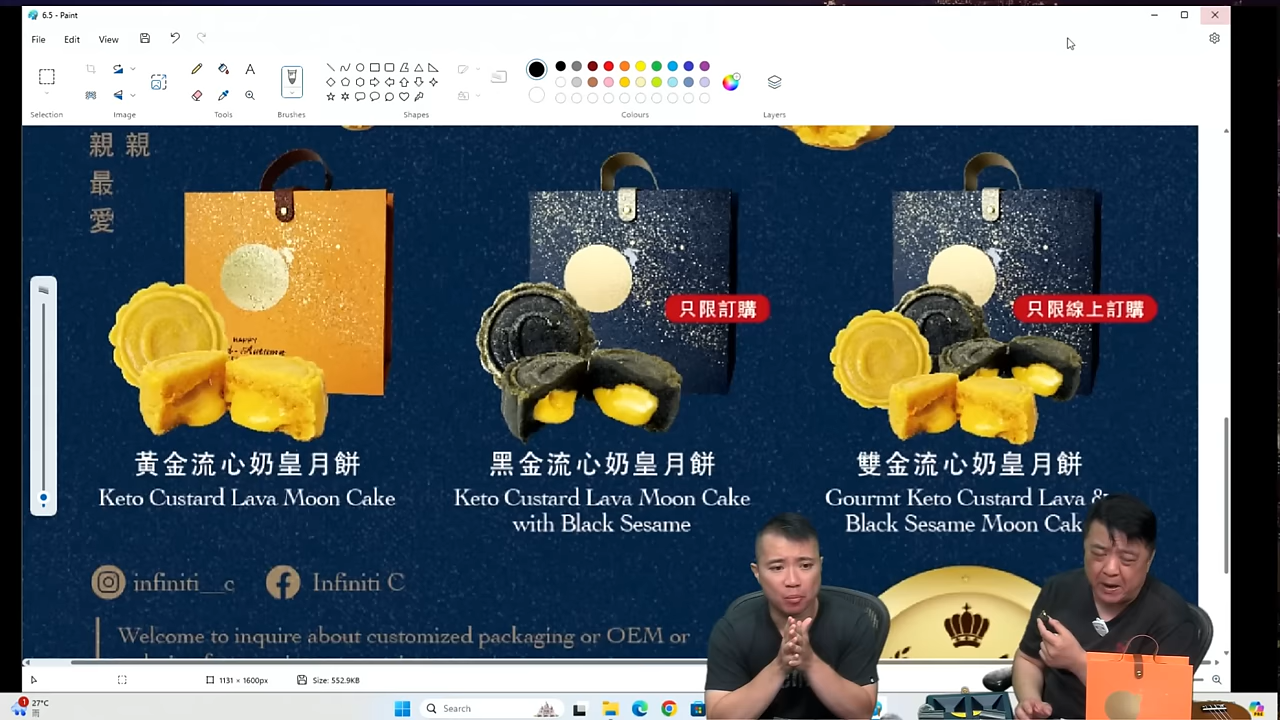 6.5 - Paint
File Edit View
Selection Image Tools Brushes Shapes Colours Layers
親 親
最
愛
HAPPY
Autumn
只限訂購
只限線上訂購
黃金流心奶皇月餅
黑金流心奶皇月餅
雙金流心奶皇月餅
Keto Custard Lava Moon Cake
Keto Custard Lava Moon Cake
with Black Sesame
Gourmt Keto Custard Lava &
Black Sesame Moon Cak
infiniti__c
Infiniti C
Welcome to inquire about customized packaging or OEM or
1131 × 1600px
Size: 552.9KB
1
27°C
雨
Search